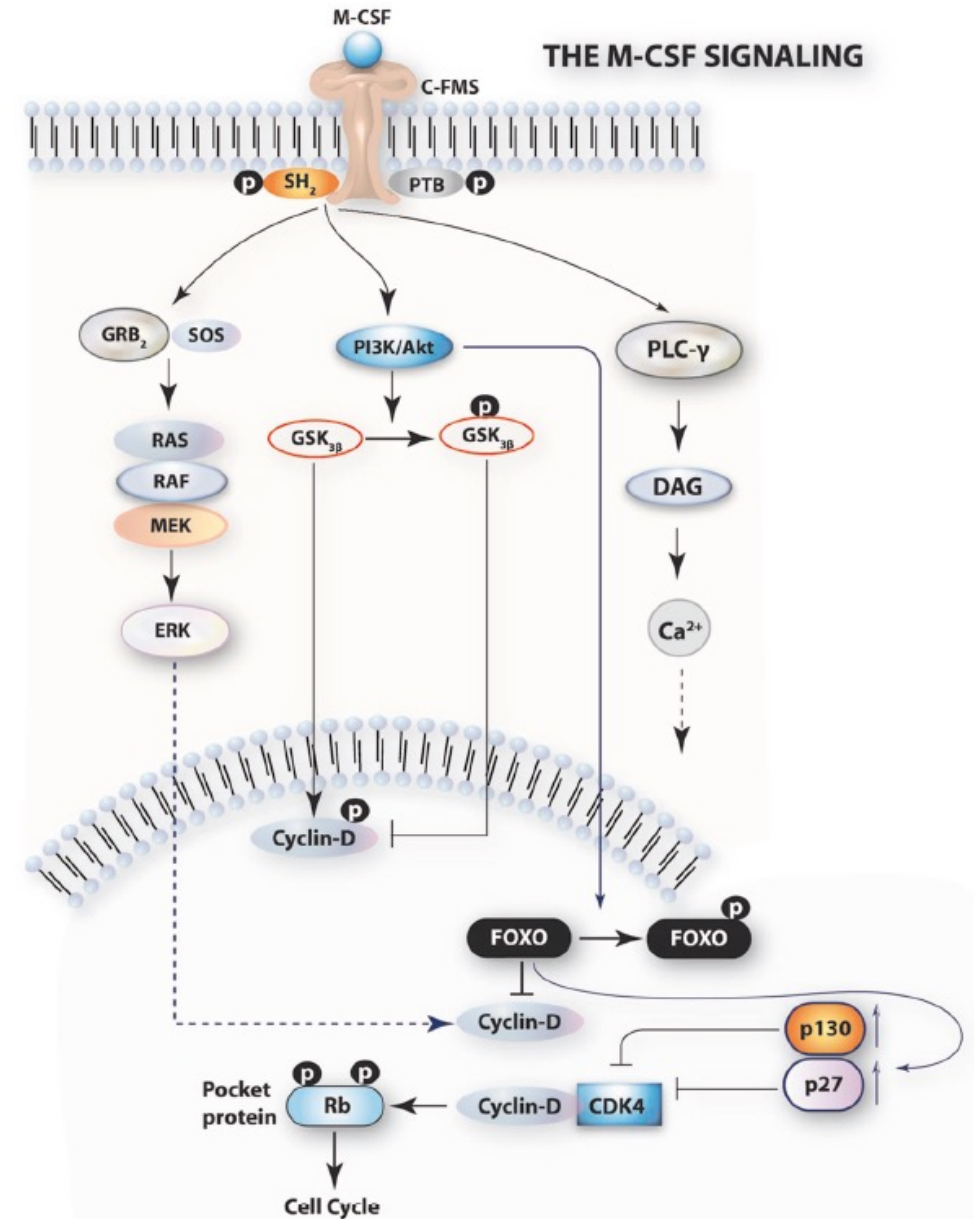 M-CSF
THE M-CSF SIGNALING
C-FMS
p SH2 PTB p
GRB2 SOS PI3K/Akt PLC-γ
p
RAS GSK3β GSK3β
RAF DAG
MEK
ERK Ca2+
p
Cyclin-D
p
FOXO FOXO
Cyclin-D p130
p p
Pocket
protein
Rb Cyclin-D CDK4 p27
Cell Cycle